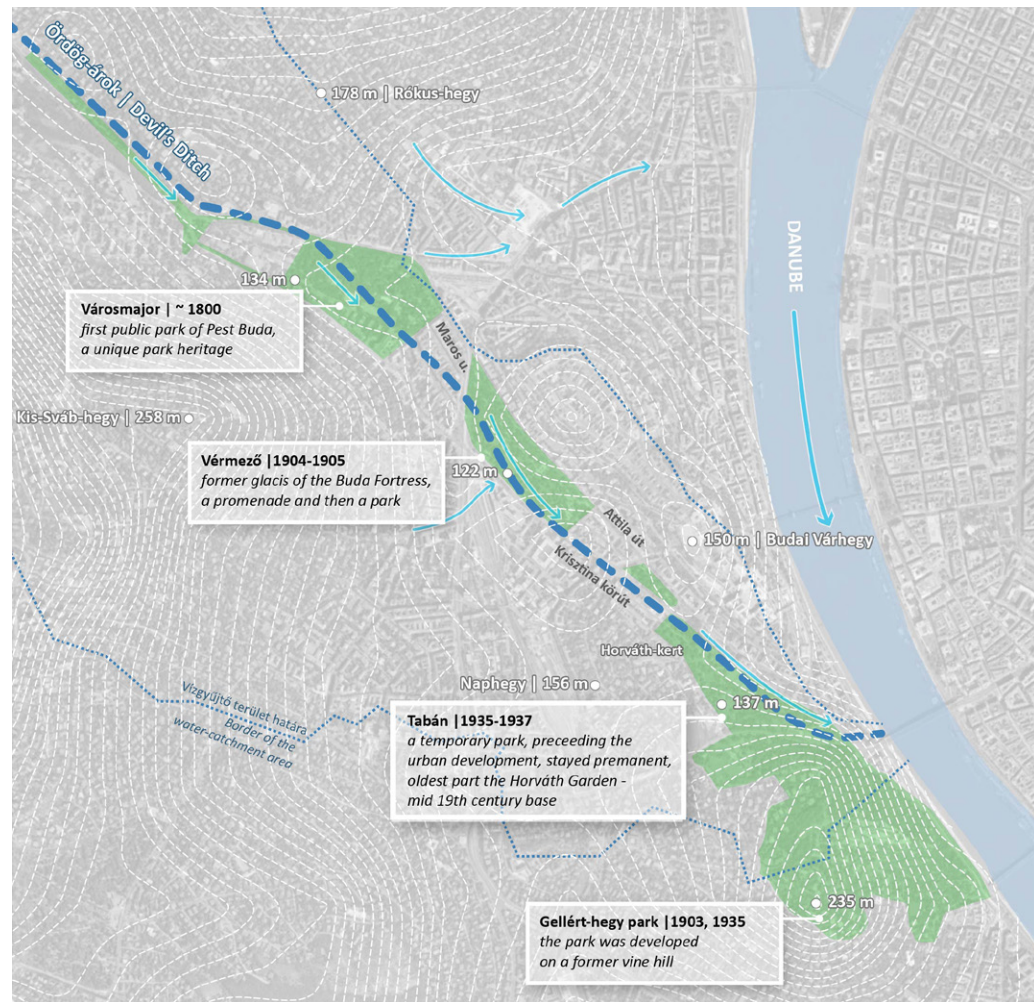 Ördög-árok | Devil's Ditch
178 m | Rókus-hegy
DANUBE
134 m
Városmajor | ~ 1800
first public park of Pest Buda,
a unique park heritage
Maros u.
Kis-Sváb-hegy | 258 m
Vérmező |1904-1905
former glacis of the Buda Fortress,
a promenade and then a park
122 m
Attila út
150 m | Budai Várhegy
Krisztina körút
Horváth-kert
Naphegy | 156 m
137 m
Vízgyűjtő terület határa
Border of the
water-catchment area
Tabán |1935-1937
a temporary park, preceeding the
urban development, stayed premanent,
oldest part the Horváth Garden -
mid 19th century base
235 m
Gellért-hegy park |1903, 1935
the park was developed
on a former vine hill